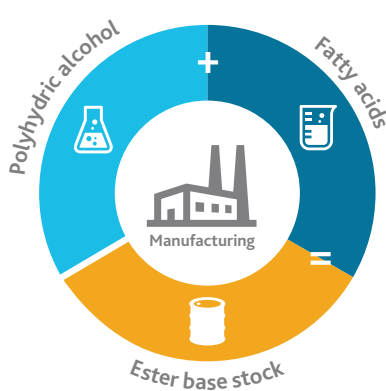 Polyhydric alcohol
+
Fatty acids
=
Manufacturing
Ester base stock